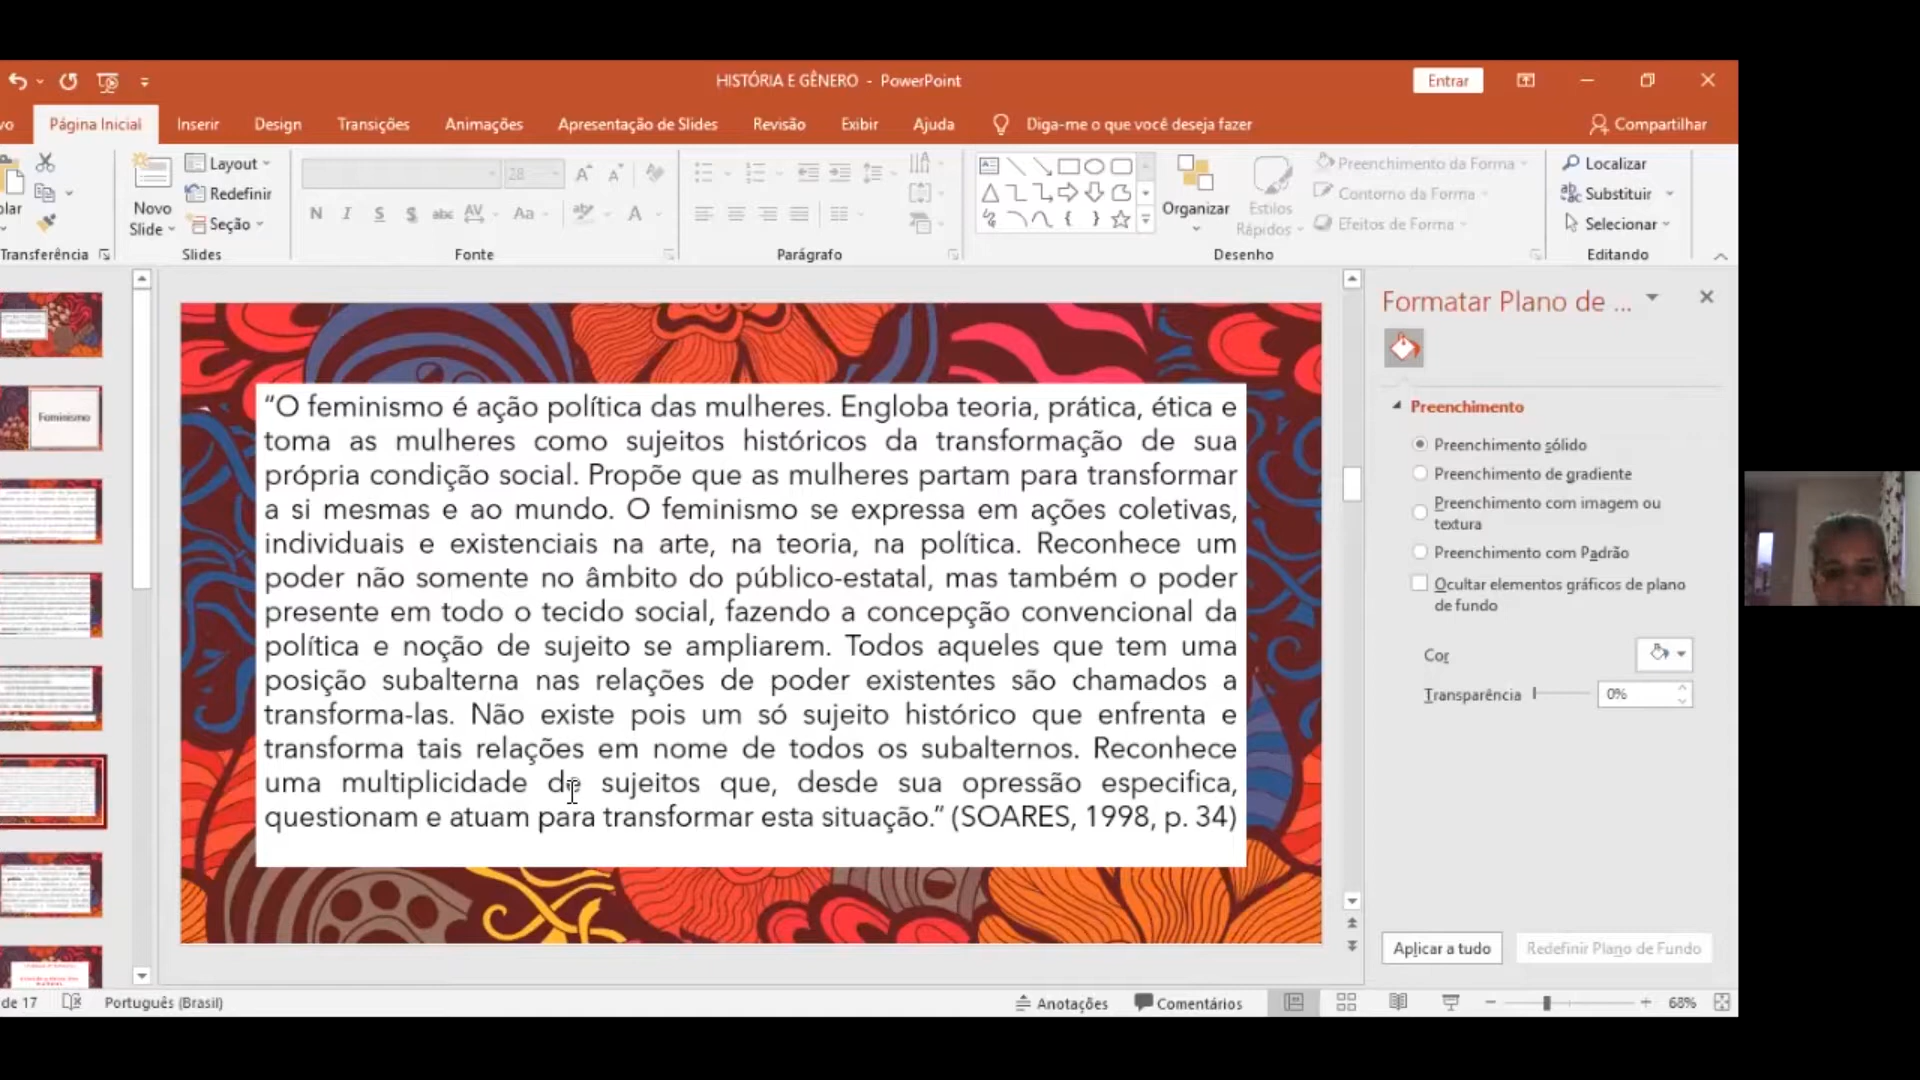 HISTÓRIA E GÊNERO - PowerPoint
Entrar
Página Inicial
Inserir
Design
Transições
Animações
Apresentação de Slides
Revisão
Exibir
Ajuda
Diga-me o que você deseja fazer
Compartilhar
Layout
Redefinir
Seção
Novo
Slide
28
Organizar
Estilos
Rápidos
Preenchimento da Forma
Contorno da Forma
Efeitos de Forma
Localizar
Substituir
Selecionar
Transferência
Slides
Fonte
Parágrafo
Desenho
Editando
Feminismo
“O feminismo é ação política das mulheres. Engloba teoria, prática, ética e
toma as mulheres como sujeitos históricos da transformação de sua
própria condição social. Propõe que as mulheres partam para transformar
a si mesmas e ao mundo. O feminismo se expressa em ações coletivas,
individuais e existenciais na arte, na teoria, na política. Reconhece um
poder não somente no âmbito do público-estatal, mas também o poder
presente em todo o tecido social, fazendo a concepção convencional da
política e noção de sujeito se ampliarem. Todos aqueles que tem uma
posição subalterna nas relações de poder existentes são chamados a
transforma-las. Não existe pois um só sujeito histórico que enfrenta e
transforma tais relações em nome de todos os subalternos. Reconhece
uma multiplicidade de sujeitos que, desde sua opressão especifica,
questionam e atuam para transformar esta situação.” (SOARES, 1998, p. 34)
Formatar Plano de ...
Preenchimento
Preenchimento sólido
Preenchimento de gradiente
Preenchimento com imagem ou
textura
Preenchimento com Padrão
Ocultar elementos gráficos de plano
de fundo
Cor
Transparência
0%
Aplicar a tudo
Redefinir Plano de Fundo
de 17
Português (Brasil)
Anotações
Comentários
68%